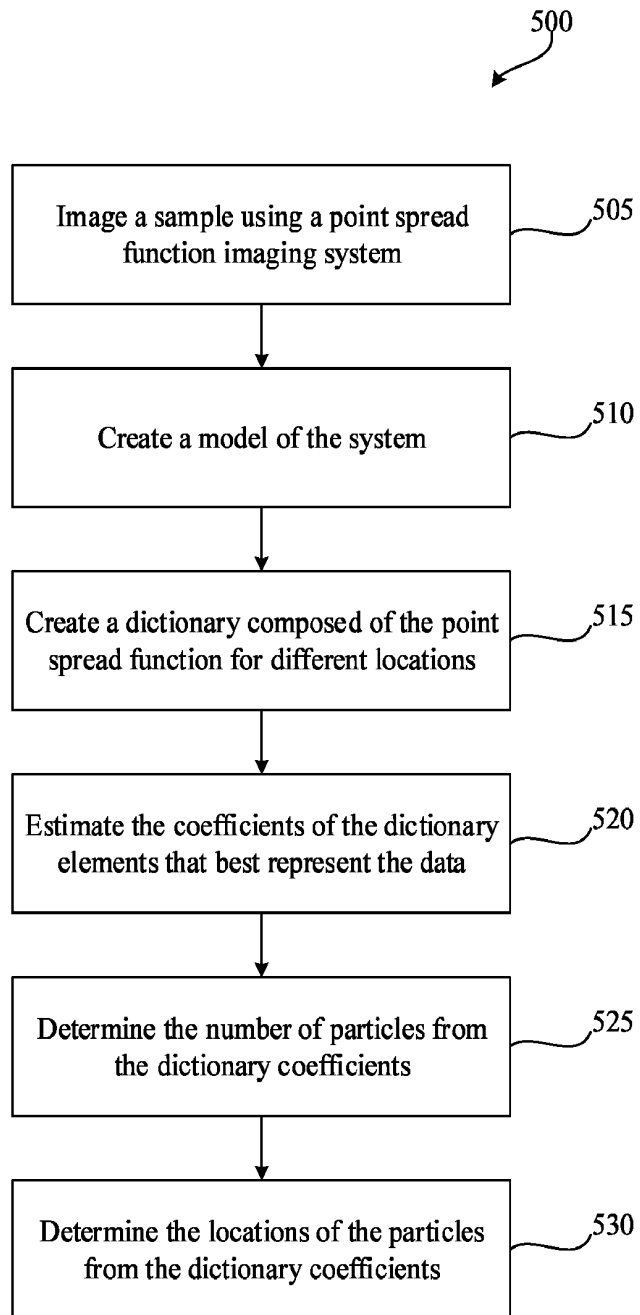 500
Image a sample using a point spread
function imaging system
505
Create a model of the system
510
Create a dictionary composed of the point
spread function for different locations
515
Estimate the coefficients of the dictionary
elements that best represent the data
520
Determine the number of particles from
the dictionary coefficients
525
Determine the locations of the particles
from the dictionary coefficients
530